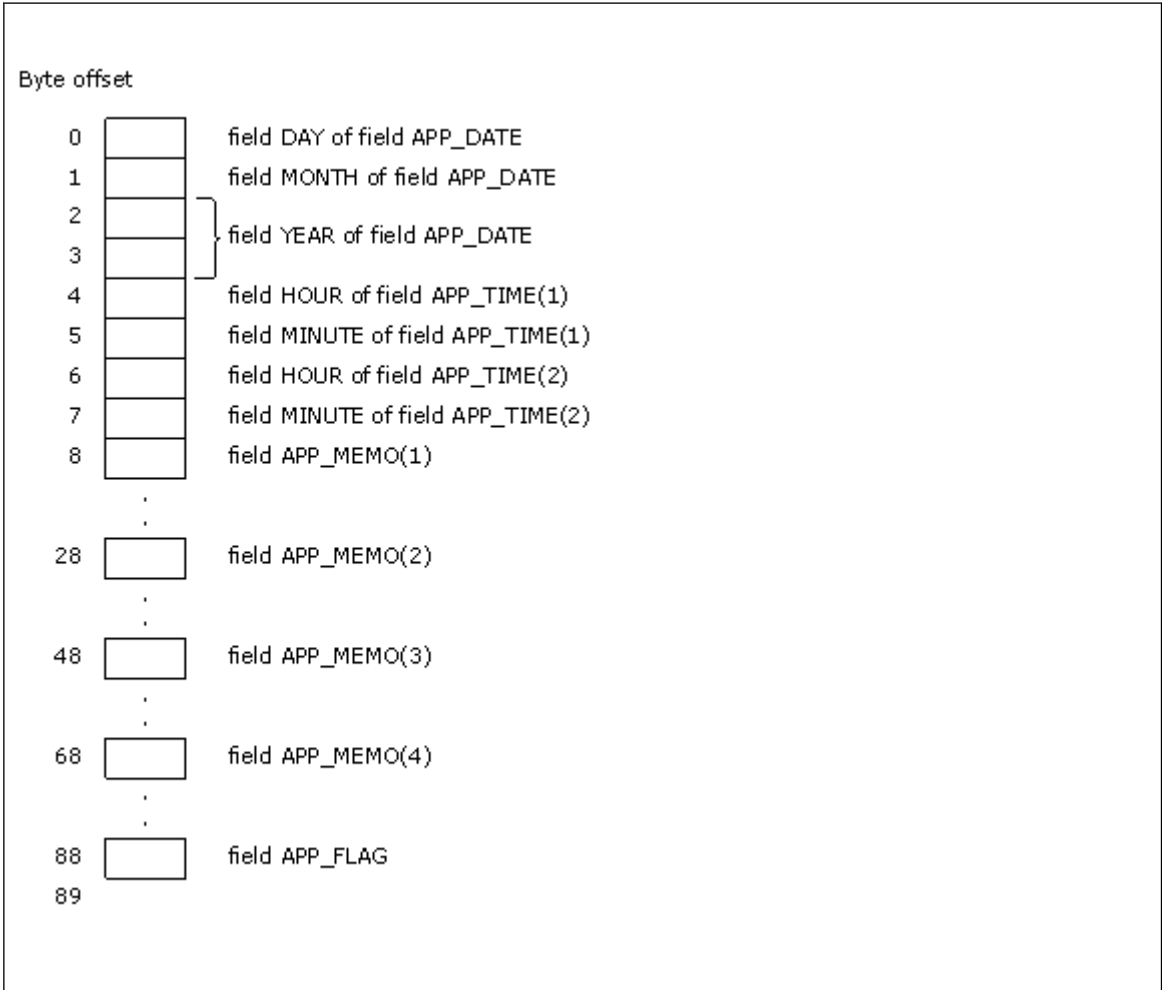 Byte offset
0 field DAY of field APP_DATE
1 field MONTH of field APP_DATE
2
field YEAR of field APP_DATE
3
4 field HOUR of field APP_TIME(1)
5 field MINUTE of field APP_TIME(1)
6 field HOUR of field APP_TIME(2)
7 field MINUTE of field APP_TIME(2)
8 field APP_MEMO(1)
28 field APP_MEMO(2)
48 field APP_MEMO(3)
68 field APP_MEMO(4)
88 field APP_FLAG
89